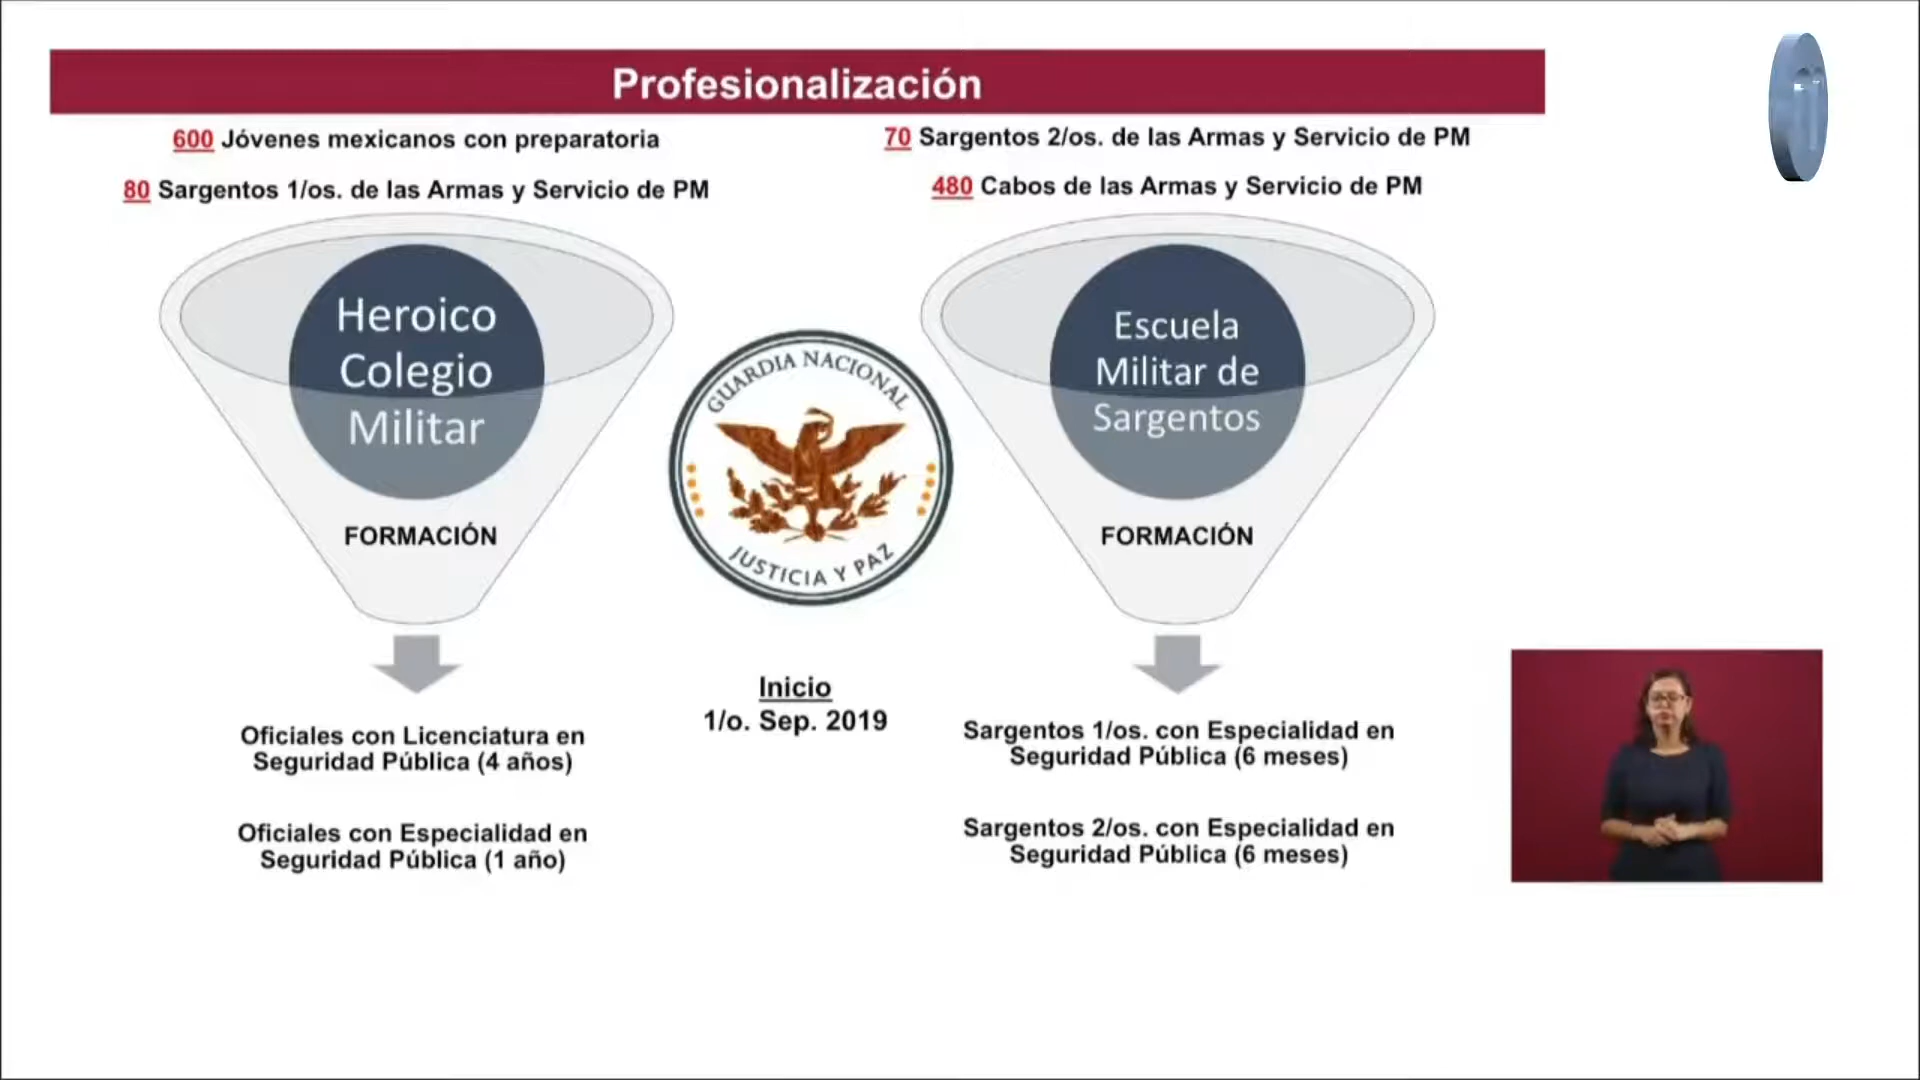 Profesionalización
600 Jóvenes mexicanos con preparatoria
80 Sargentos 1/os. de las Armas y Servicio de PM
70 Sargentos 2/os. de las Armas y Servicio de PM
480 Cabos de las Armas y Servicio de PM
Heroico
Colegio
Militar
FORMACIÓN
GUARDIA NACIONAL
JUSTICIA Y PAZ
Escuela
Militar de
Sargentos
FORMACIÓN
Inicio
1/o. Sep. 2019
Oficiales con Licenciatura en
Seguridad Pública (4 años)
Oficiales con Especialidad en
Seguridad Pública (1 año)
Sargentos 1/os. con Especialidad en
Seguridad Pública (6 meses)
Sargentos 2/os. con Especialidad en
Seguridad Pública (6 meses)